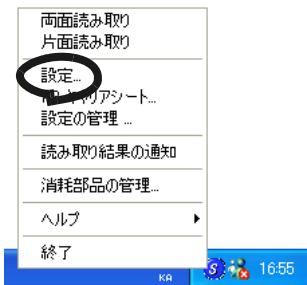 両面読み取り
片面読み取り
設定...
キャリアシート...
設定の管理 ...
読み取り結果の通知
消耗部品の管理...
ヘルプ
終了
KA
S
16:55